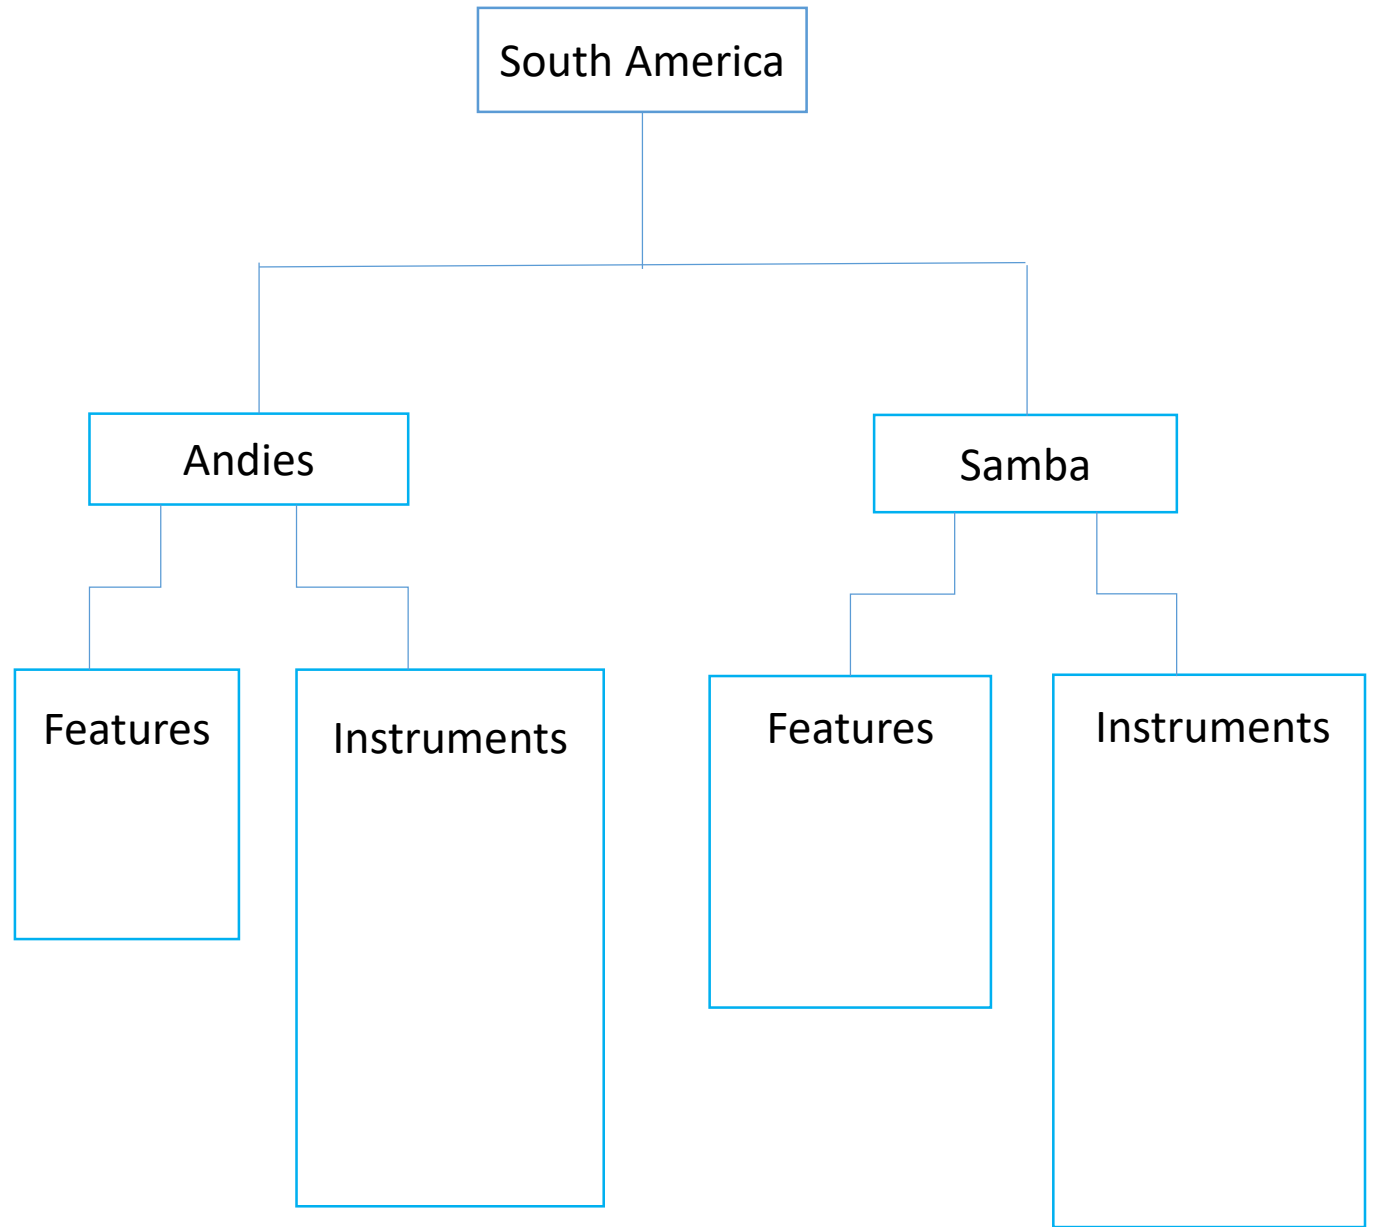 South America
Andies
Samba
Features
Instruments
Features
Instruments